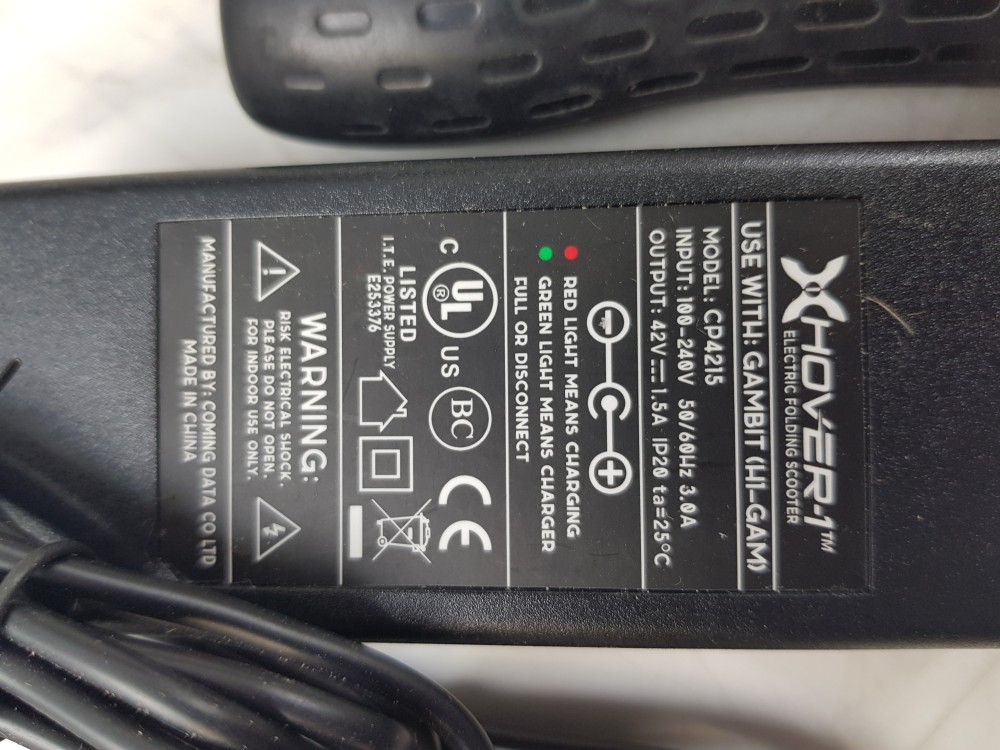 HOVER-1™
ELECTRIC FOLDING SCOOTER
USE WITH: GAMBIT (H1-GAM)
MODEL: CP4215
INPUT: 100-240V 50/60Hz 3.0A
OUTPUT: 42V⎓1.5A IP20 ta=25°C
RED LIGHT MEANS CHARGING
GREEN LIGHT MEANS CHARGER
FULL OR DISCONNECT
C UL® US BC CE
LISTED
I.T.E. POWER SUPPLY
E253376
WARNING:
RISK ELECTRICAL SHOCK.
PLEASE DO NOT OPEN.
FOR INDOOR USE ONLY.
MANUFACTURED BY: COMING DATA CO LTD
MADE IN CHINA